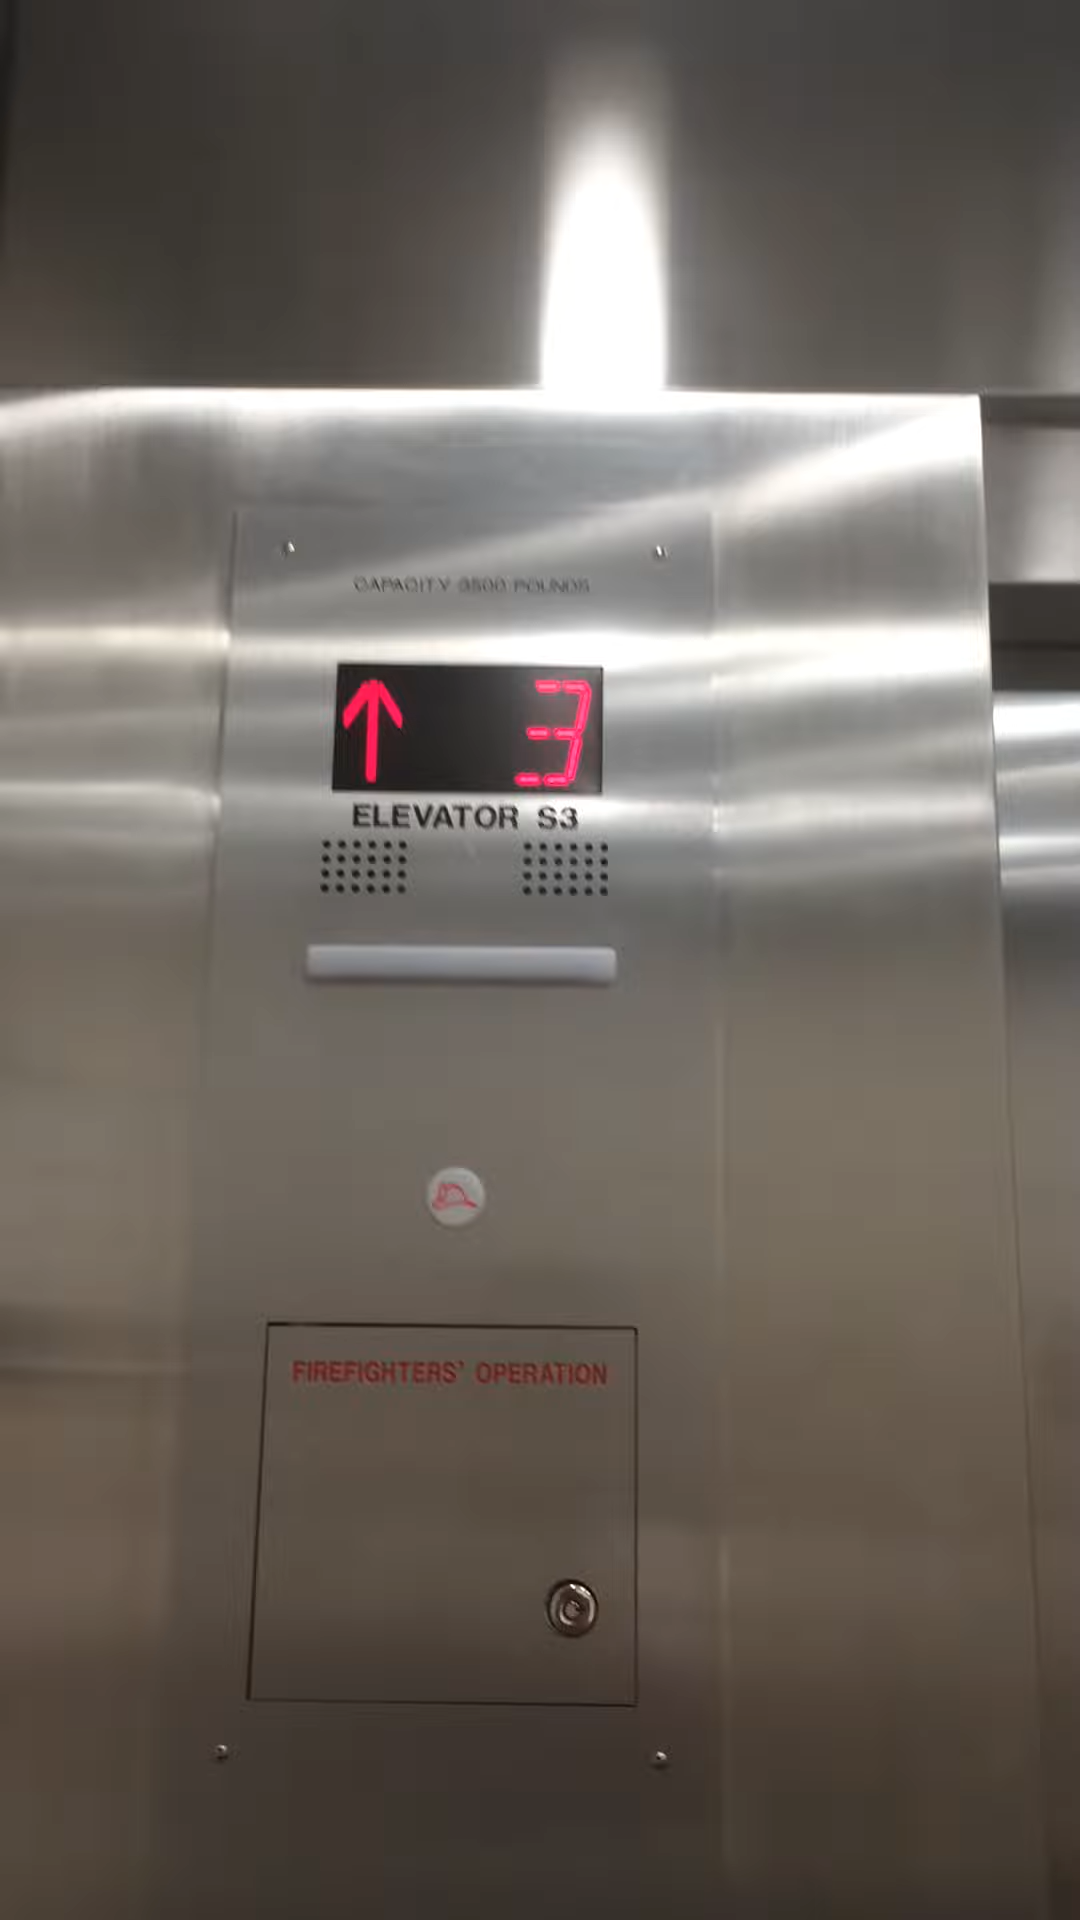 CAPACITY 3500 POUNDS
↑ 3
ELEVATOR S3
FIREFIGHTERS' OPERATION